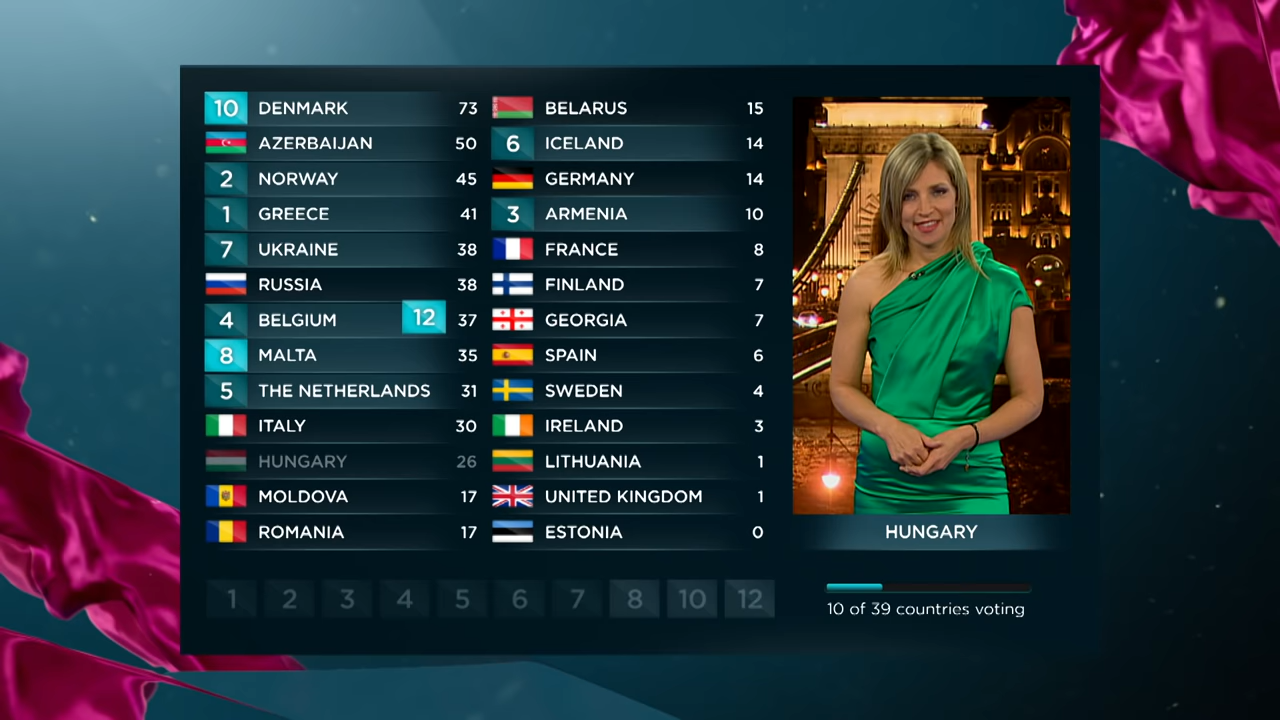 10 DENMARK 73
AZERBAIJAN 50
2 NORWAY 45
1 GREECE 41
7 UKRAINE 38
RUSSIA 38
4 BELGIUM 12 37
8 MALTA 35
5 THE NETHERLANDS 31
ITALY 30
HUNGARY 26
MOLDOVA 17
ROMANIA 17
BELARUS 15
6 ICELAND 14
GERMANY 14
3 ARMENIA 10
FRANCE 8
FINLAND 7
GEORGIA 7
SPAIN 6
SWEDEN 4
IRELAND 3
LITHUANIA 1
UNITED KINGDOM 1
ESTONIA 0
HUNGARY
1 2 3 4 5 6 7 8 10 12
10 of 39 countries voting